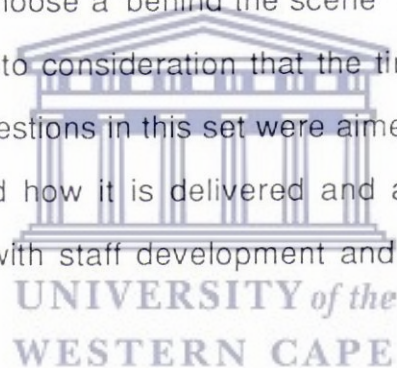 hoose a behind the scene
to consideration that the ti
estions in this set were aime
d how it is delivered and a
with staff development and
UNIVERSITY of the
WESTERN CAPE